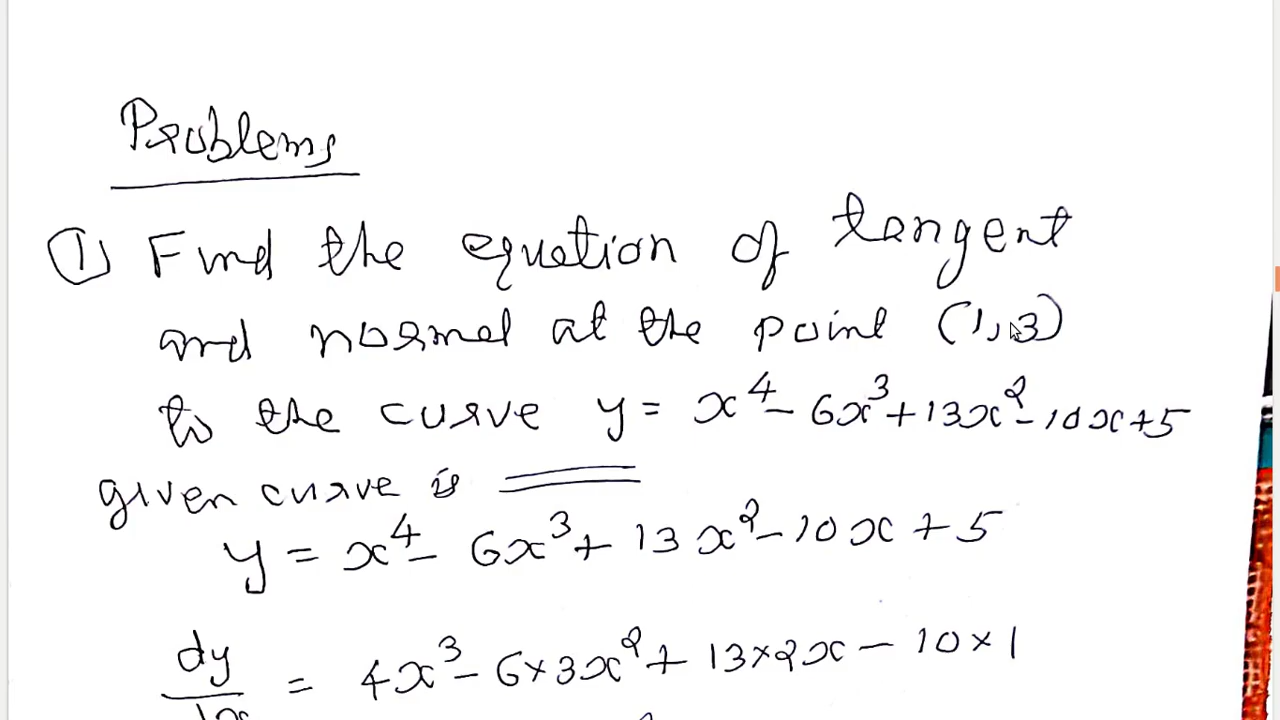 Problems
① Find the equation of tangent
and normal at the point (1, 3)
to the curve y = x⁴ - 6x³ + 13x² - 10x + 5
given curve is
y = x⁴ - 6x³ + 13x² - 10x + 5
dy = 4x³ - 6×3x² + 13×2x - 10×1